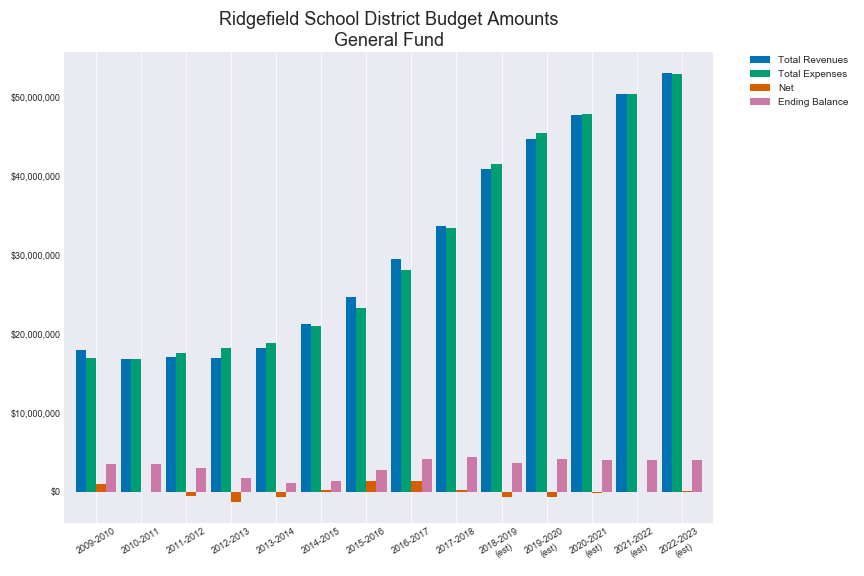 Ridgefield School District Budget Amounts
General Fund
Total Revenues
Total Expenses
Net
Ending Balance
$50,000,000
$40,000,000
$30,000,000
$20,000,000
$10,000,000
$0
2009-2010
2010-2011
2011-2012
2012-2013
2013-2014
2014-2015
2015-2016
2016-2017
2017-2018
2018-2019
(est)
2019-2020
(est)
2020-2021
(est)
2021-2022
(est)
2022-2023
(est)